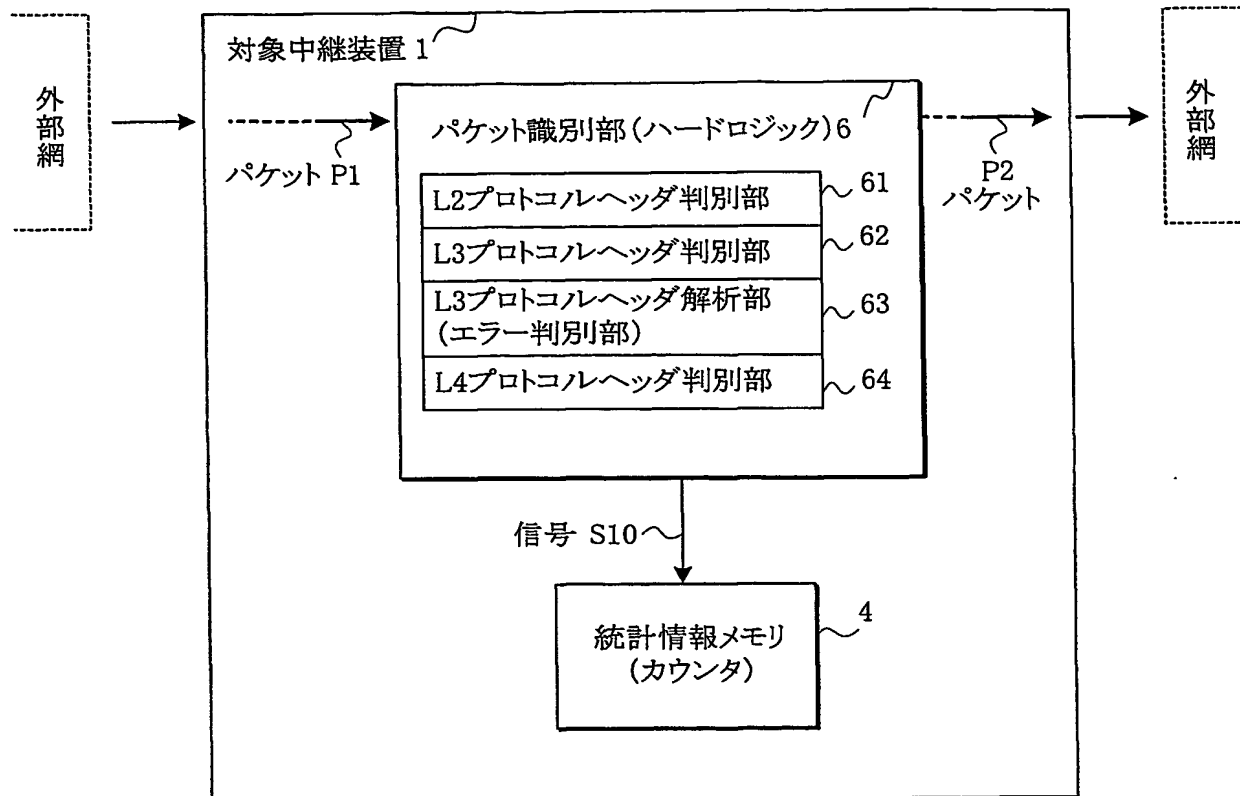 外部網
対象中継装置 1
外部網
パケット識別部(ハードロジック)6
パケット P1
P2
パケット
L2プロトコルヘッダ判別部
61
L3プロトコルヘッダ判別部
62
L3プロトコルヘッダ解析部
(エラー判別部)
63
L4プロトコルヘッダ判別部
64
信号 S10
統計情報メモリ
(カウンタ)
4